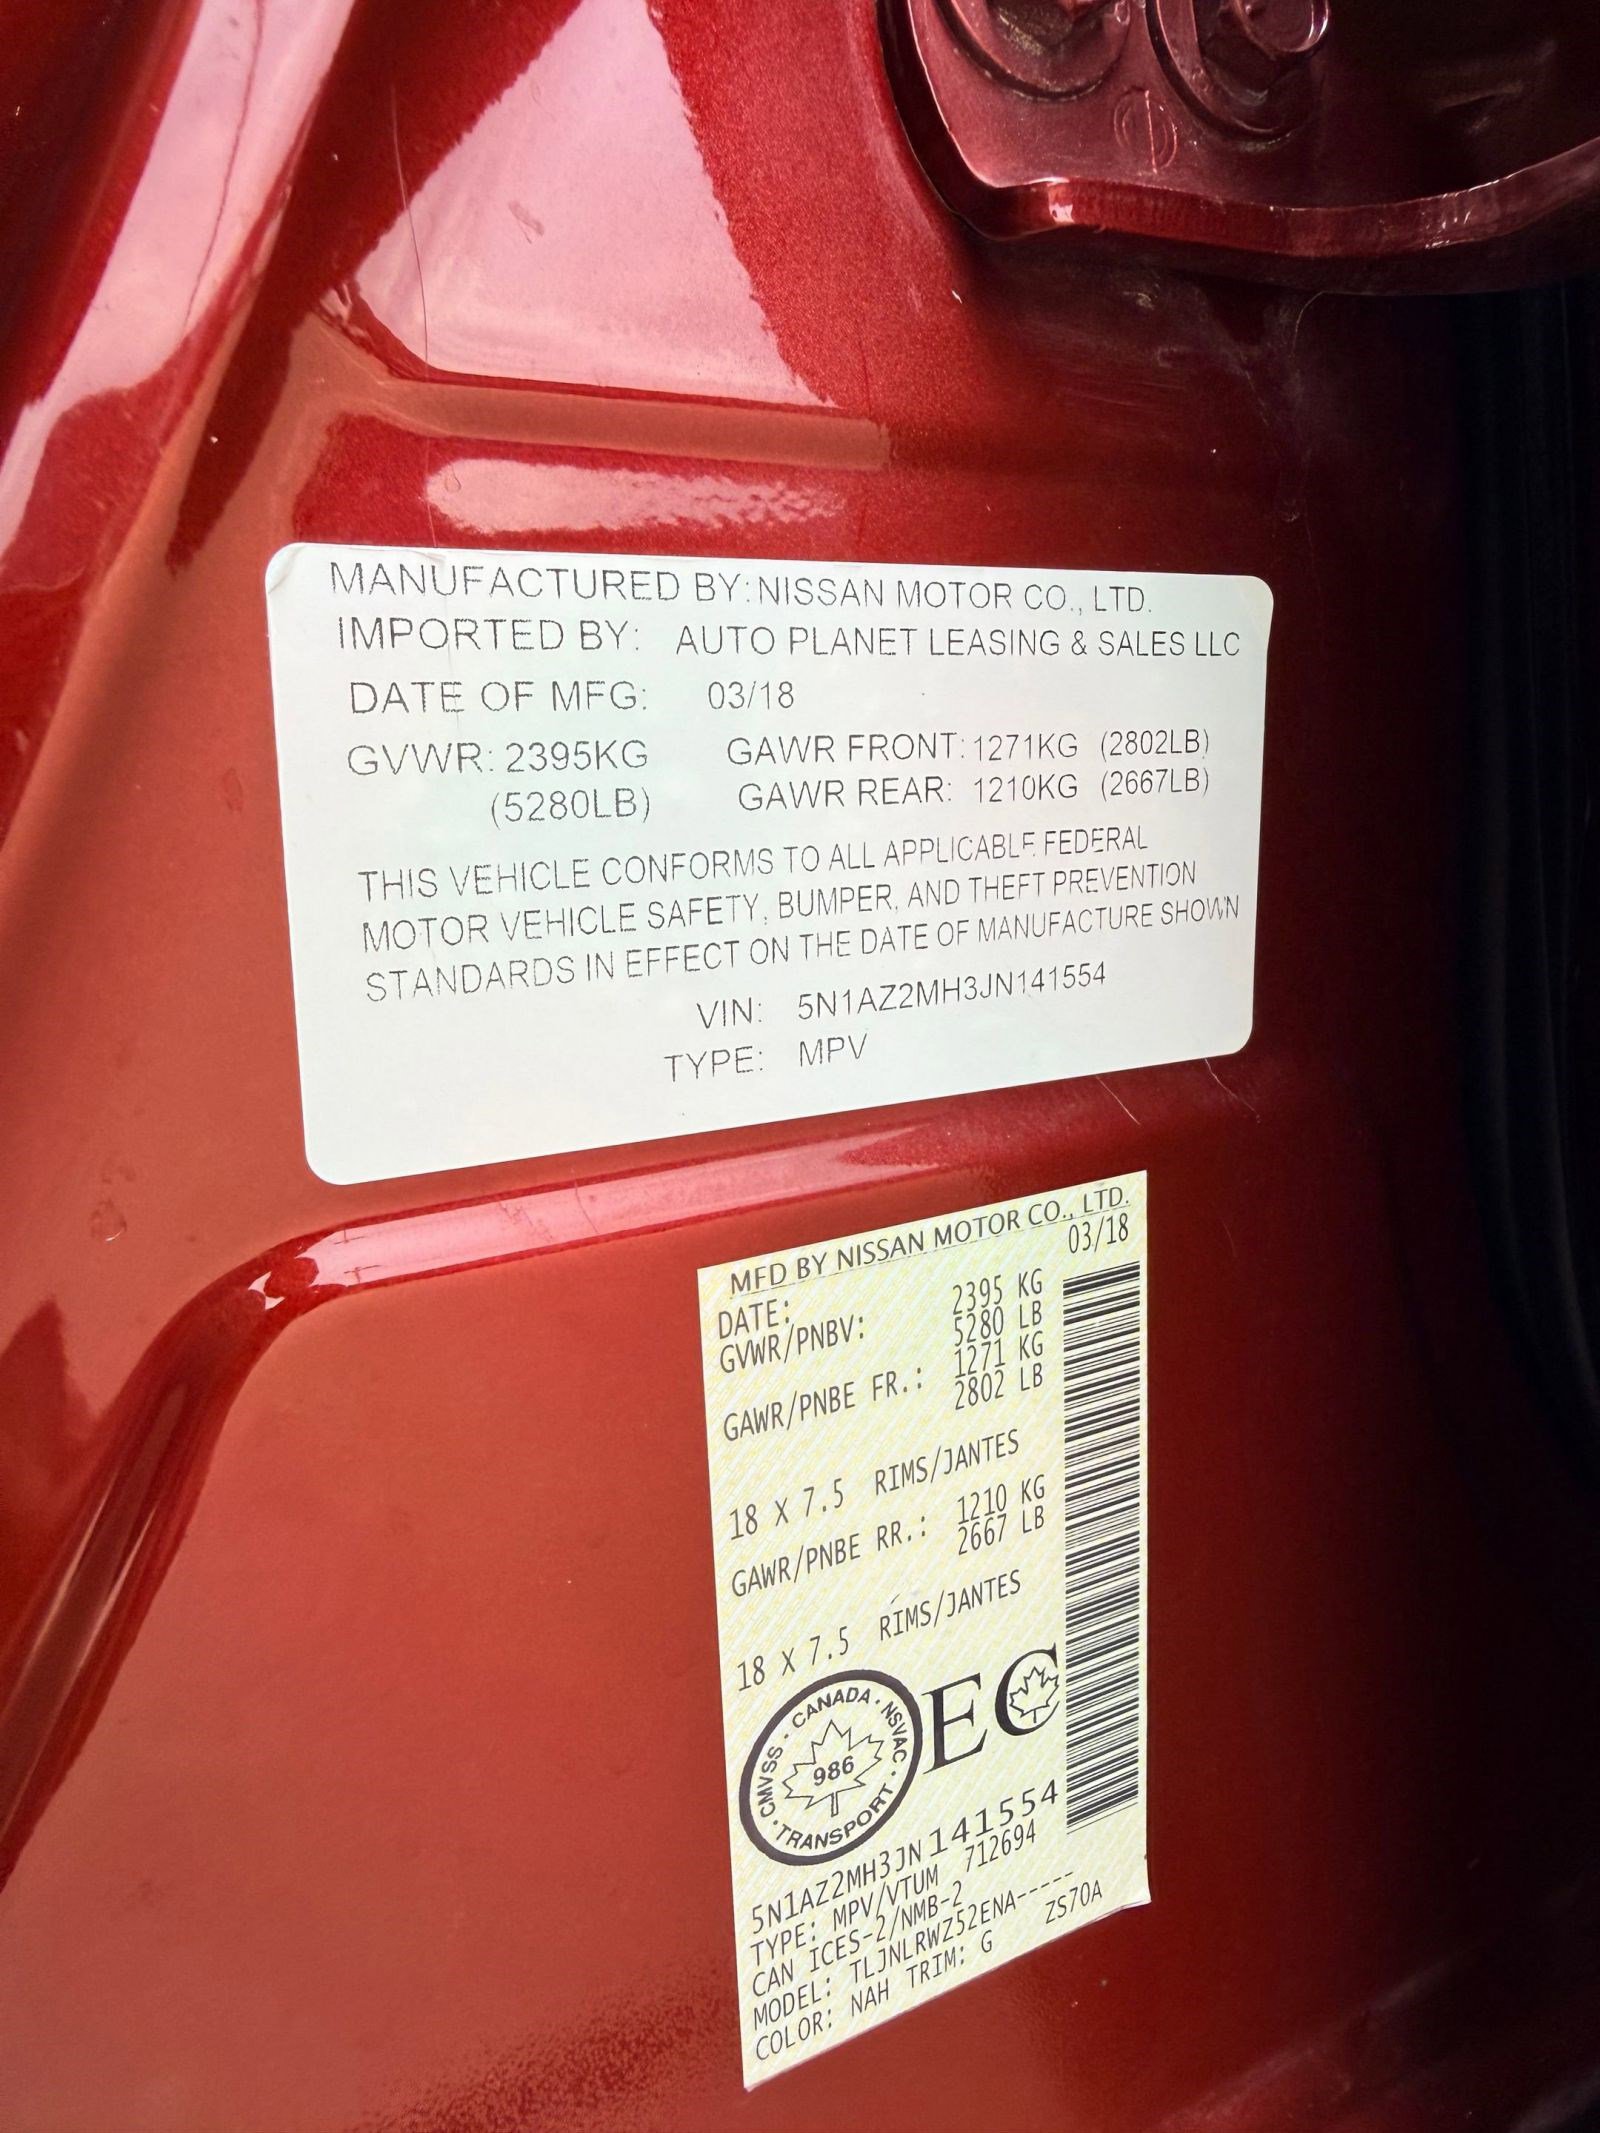 MANUFACTURED BY: NISSAN MOTOR CO., LTD.
IMPORTED BY: AUTO PLANET LEASING & SALES LLC
DATE OF MFG: 03/18
GVWR: 2395KG GAWR FRONT: 1271KG (2802LB)
(5280LB) GAWR REAR: 1210KG (2667LB)
THIS VEHICLE CONFORMS TO ALL APPLICABLE FEDERAL
MOTOR VEHICLE SAFETY, BUMPER, AND THEFT PREVENTION
STANDARDS IN EFFECT ON THE DATE OF MANUFACTURE SHOWN
VIN: 5N1AZ2MH3JN141554
TYPE: MPV
MFD BY NISSAN MOTOR CO., LTD.
DATE: 03/18
GVWR/PNBV: 2395 KG
5280 LB
GAWR/PNBE FR.: 1271 KG
2802 LB
18 X 7.5 RIMS/JANTES
GAWR/PNBE RR.: 1210 KG
2667 LB
18 X 7.5 RIMS/JANTES
CMVSS · CANADA · NSVAC · TRANSPORT ·
986
EC
5N1AZ2MH3JN141554
TYPE: MPV/VTUM 712694
CAN ICES-2/NMB-2
MODEL: TLJNLRWZ52ENA-----
COLOR: NAH TRIM: G ZS70A